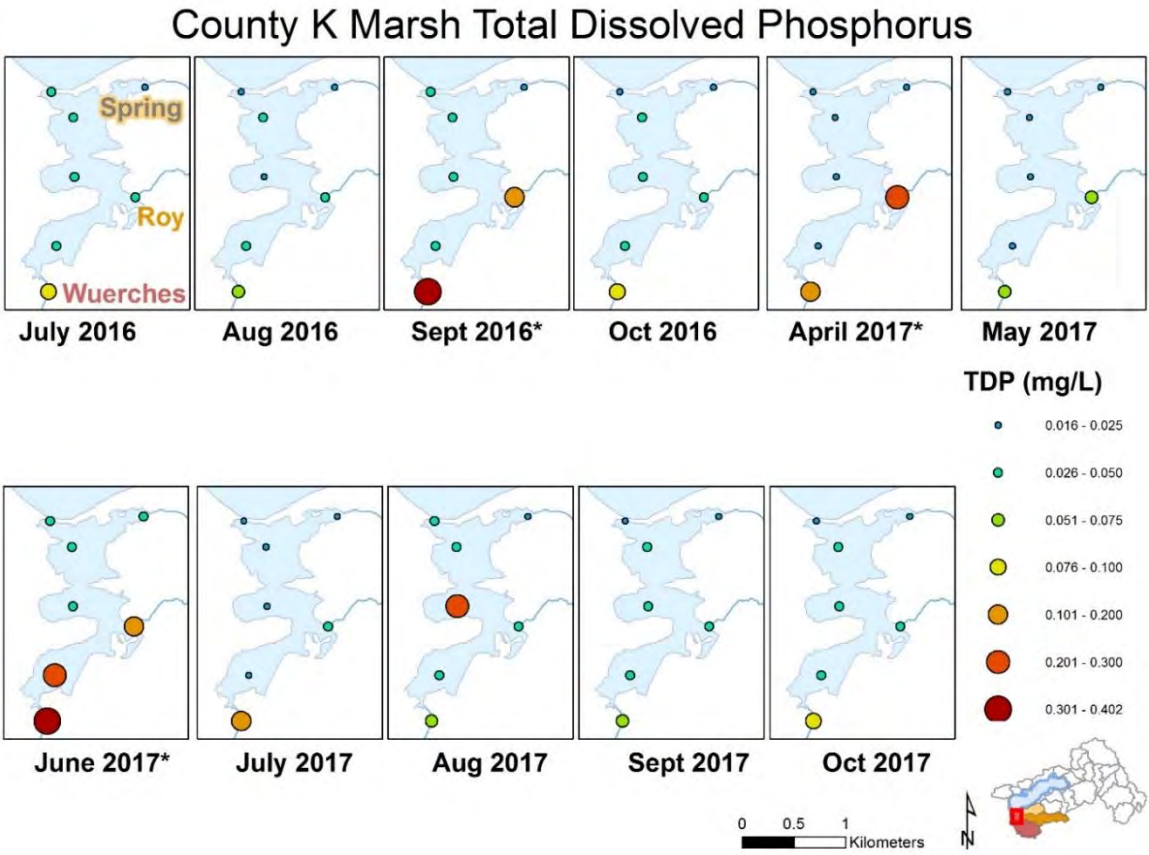 County K Marsh Total Dissolved Phosphorus
Spring
Roy
Wuerches
July 2016
Aug 2016
Sept 2016*
Oct 2016
April 2017*
May 2017
TDP (mg/L)
0.016 - 0.025
0.026 - 0.050
0.051 - 0.075
0.076 - 0.100
0.101 - 0.200
0.201 - 0.300
0.301 - 0.402
June 2017*
July 2017
Aug 2017
Sept 2017
Oct 2017
0 0.5 1
Kilometers
N